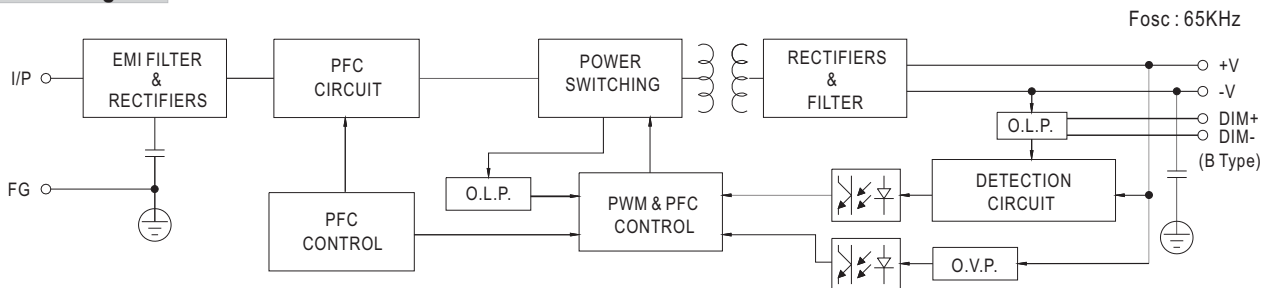 Fosc : 65KHz
I/P
EMI FILTER
&
RECTIFIERS
PFC
CIRCUIT
POWER
SWITCHING
RECTIFIERS
&
FILTER
+V
-V
DIM+
DIM-
(B Type)
O.L.P.
FG
O.L.P.
PFC
CONTROL
PWM & PFC
CONTROL
DETECTION
CIRCUIT
O.V.P.